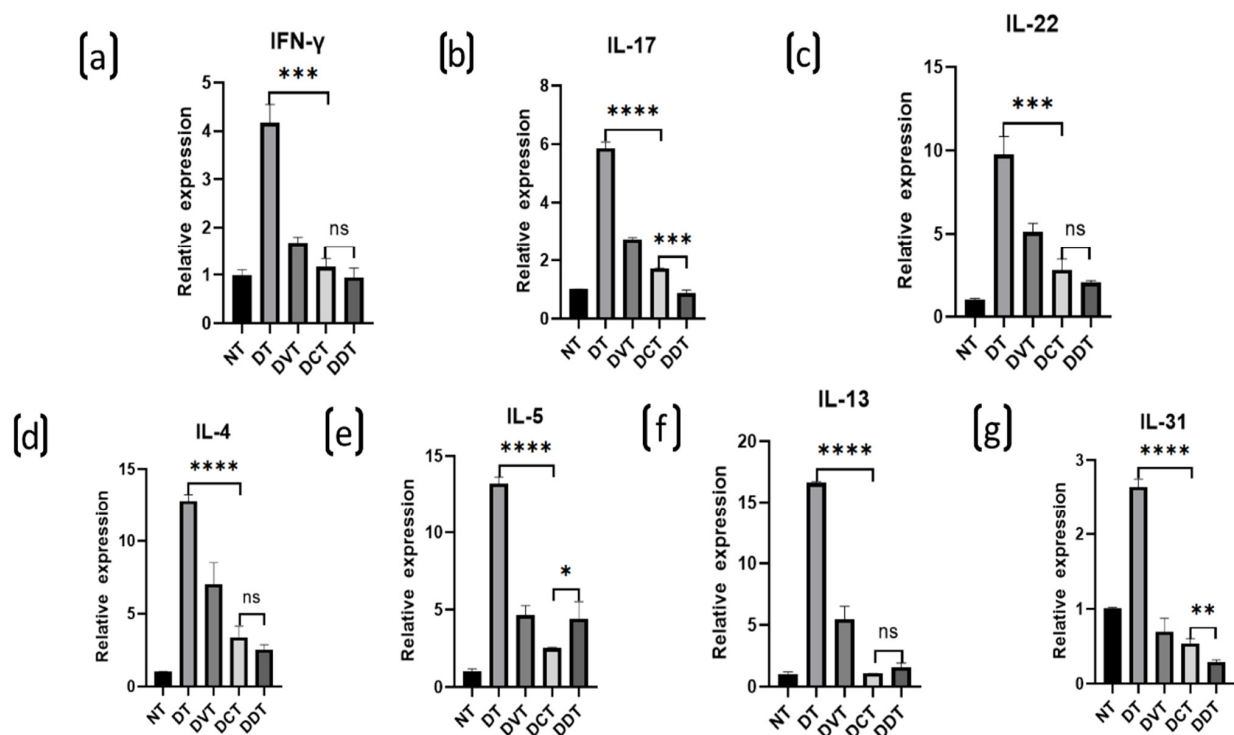 (a)
IFN-γ
Relative expression
5
4
3
2
1
0
***
ns
NT
DT
DVT
DCT
DDT
(b)
IL-17
Relative expression
8
6
4
2
0
****
***
NT
DT
DVT
DCT
DDT
(c)
IL-22
Relative expression
15
10
5
0
***
ns
NT
DT
DVT
DCT
DDT
(d)
IL-4
Relative expression
15
10
5
0
****
ns
NT
DT
DVT
DCT
DDT
(e)
IL-5
Relative expression
15
10
5
0
****
*
NT
DT
DVT
DCT
DDT
(f)
IL-13
Relative expression
20
15
10
5
0
****
ns
NT
DT
DVT
DCT
DDT
(g)
IL-31
Relative expression
3
2
1
0
****
**
NT
DT
DVT
DCT
DDT